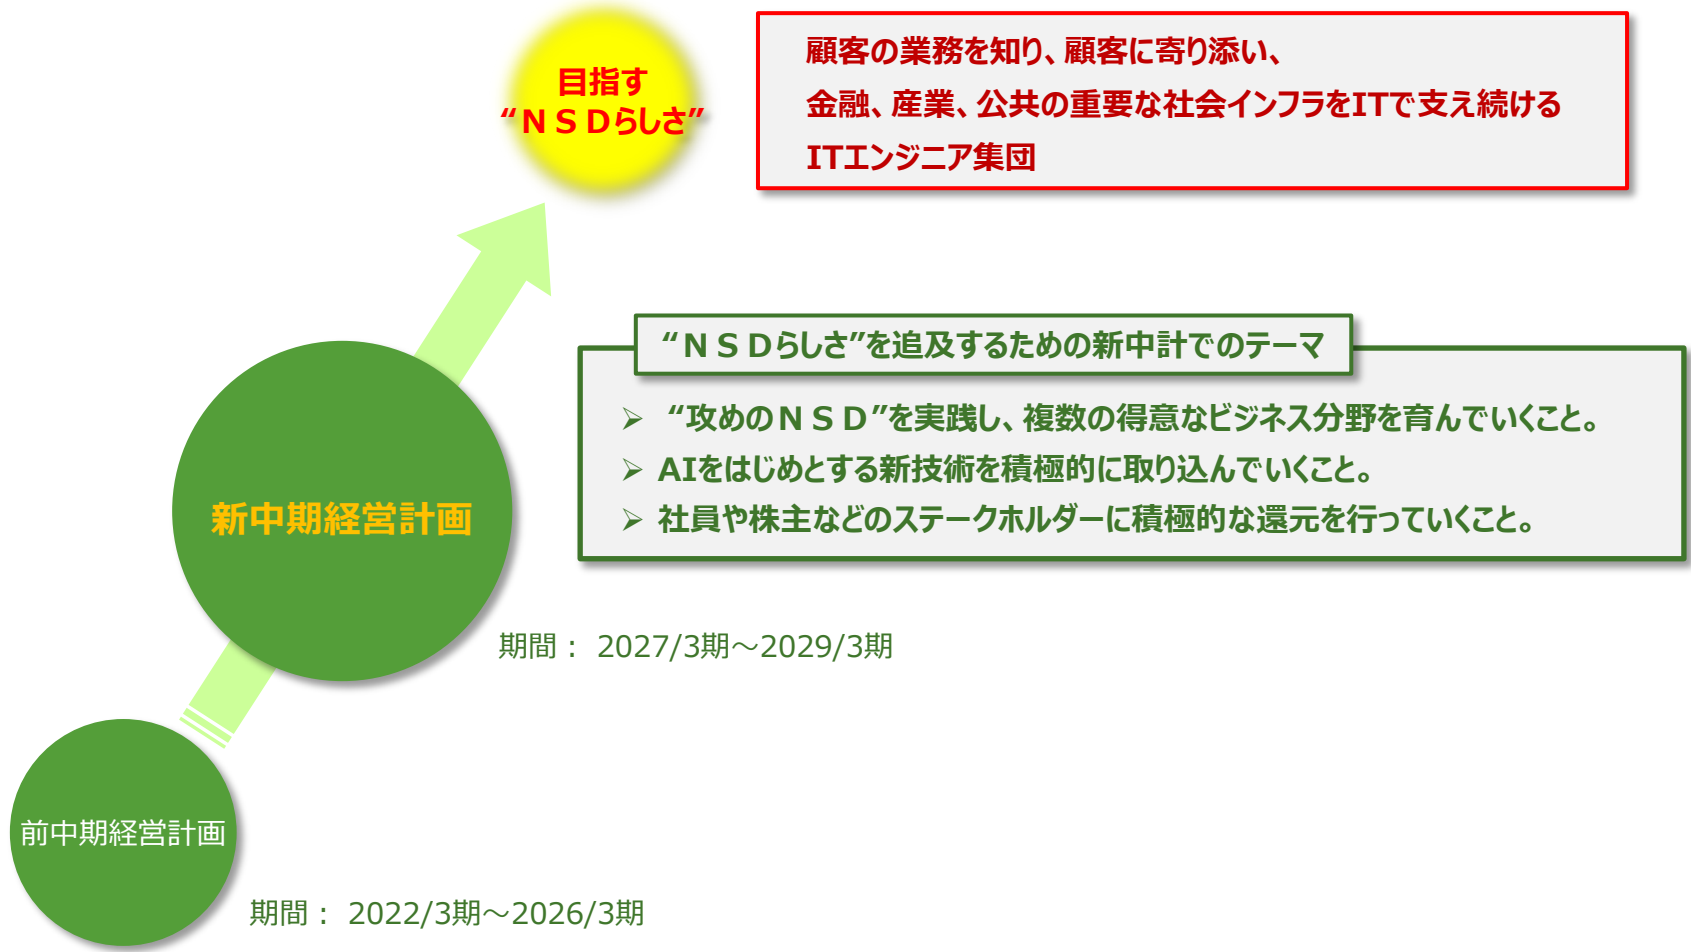 目指す
“ＮＳＤらしさ”
顧客の業務を知り、顧客に寄り添い、
金融、産業、公共の重要な社会インフラをITで支え続ける
ITエンジニア集団
“ＮＳＤらしさ”を追及するための新中計でのテーマ
➢ “攻めのＮＳＤ”を実践し、複数の得意なビジネス分野を育んでいくこと。
➢ AIをはじめとする新技術を積極的に取り込んでいくこと。
➢ 社員や株主などのステークホルダーに積極的な還元を行っていくこと。
新中期経営計画
期間： 2027/3期～2029/3期
前中期経営計画
期間： 2022/3期～2026/3期